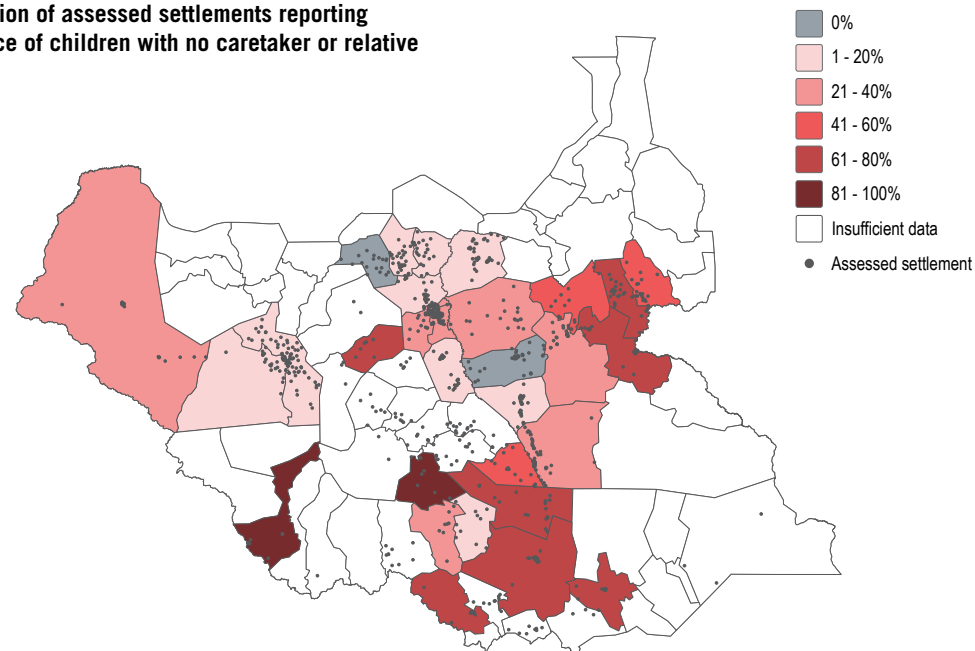 ion of assessed settlements reporting
ce of children with no caretaker or relative
0%
1 - 20%
21 - 40%
41 - 60%
61 - 80%
81 - 100%
Insufficient data
Assessed settlement